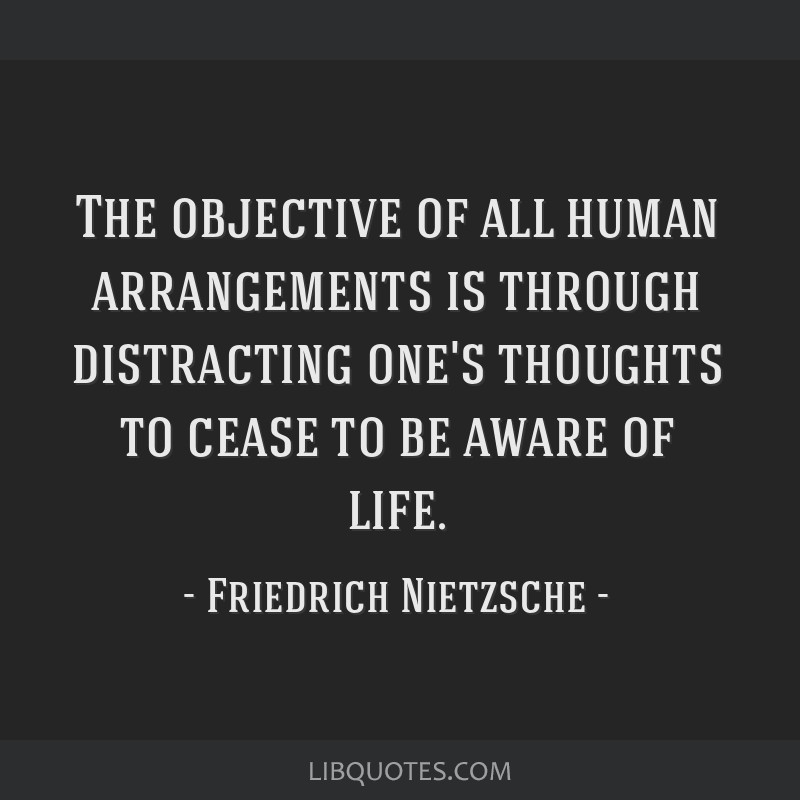 The objective of all human
arrangements is through
distracting one's thoughts
to cease to be aware of
life.
- Friedrich Nietzsche -
LIBQUOTES.COM